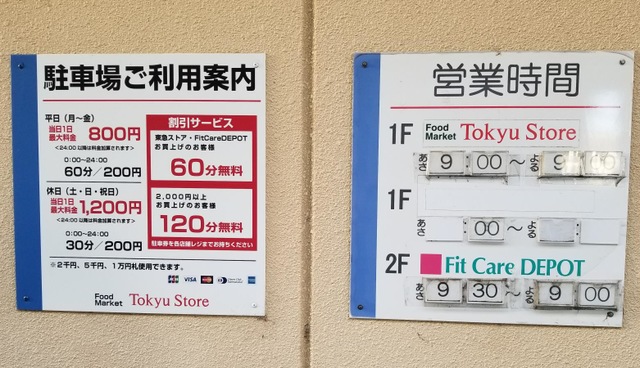 駐車場ご利用案内
平日（月～金）
当日1日
最大料金 800円
<24:00以降は料金加算されます>
0:00~24:00
60分／200円
休日（土・日・祝日）
当日1日
最大料金 1,200円
<24:00以降は料金加算されます>
0:00~24:00
30分／200円
割引サービス
東急ストア・FitCareDEPOT
お買上げのお客様
60分無料
2,000円以上
お買上げのお客様
120分無料
駐車券を各店舗レジまでお持ちください
※2千円、5千円、1万円札使用できます。
JCB VISA
Food
Market Tokyu Store
営業時間
1F Food Market Tokyu Store
あさ 9 00 ～ よる 9 00
1F
あさ 00 ～ よる
2F Fit Care DEPOT
あさ 9 30 ～ よる 9 00